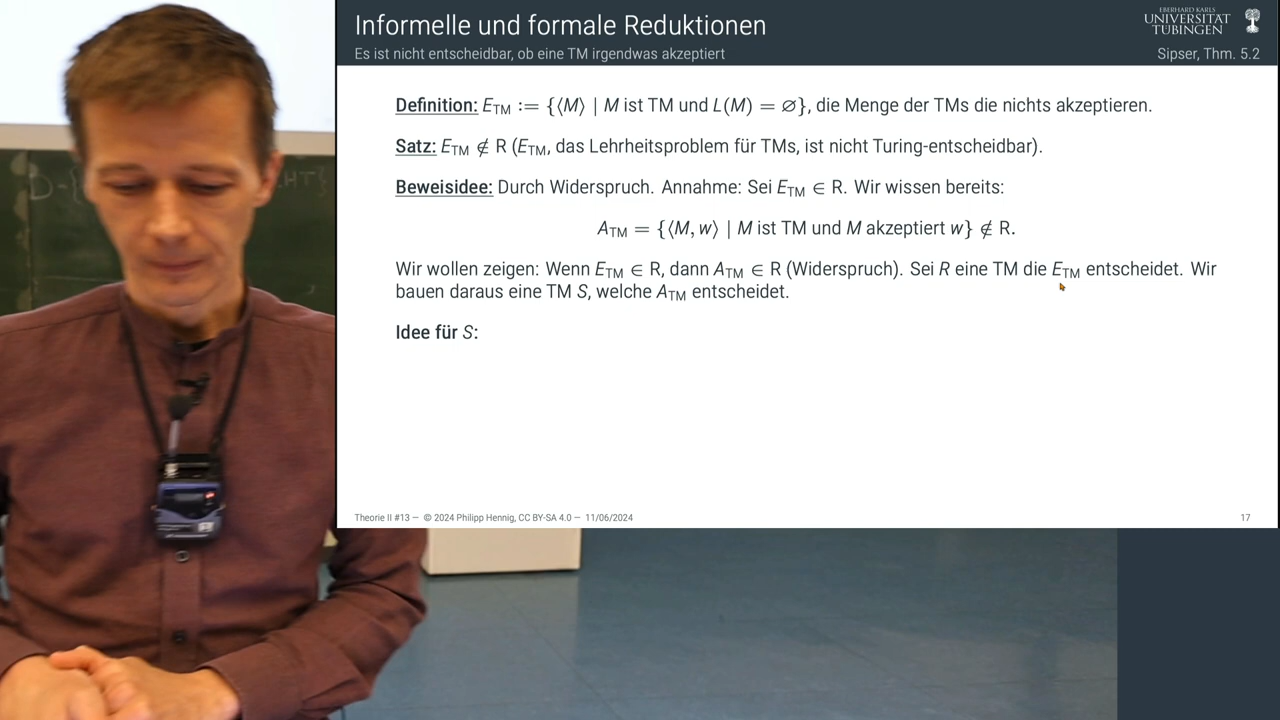 Informelle und formale Reduktionen
Es ist nicht entscheidbar, ob eine TM irgendwas akzeptiert
EBERHARD KARLS
UNIVERSITÄT
TÜBINGEN
Sipser, Thm. 5.2
Definition: E_TM := {⟨M⟩ | M ist TM und L(M) = ∅}, die Menge der TMs die nichts akzeptieren.
Satz: E_TM ∉ R (E_TM, das Lehrheitsproblem für TMs, ist nicht Turing-entscheidbar).
Beweisidee: Durch Widerspruch. Annahme: Sei E_TM ∈ R. Wir wissen bereits:
A_TM = {⟨M, w⟩ | M ist TM und M akzeptiert w} ∉ R.
Wir wollen zeigen: Wenn E_TM ∈ R, dann A_TM ∈ R (Widerspruch). Sei R eine TM die E_TM entscheidet. Wir
bauen daraus eine TM S, welche A_TM entscheidet.
Idee für S:
Theorie II #13 — © 2024 Philipp Hennig, CC BY-SA 4.0 — 11/06/2024
17